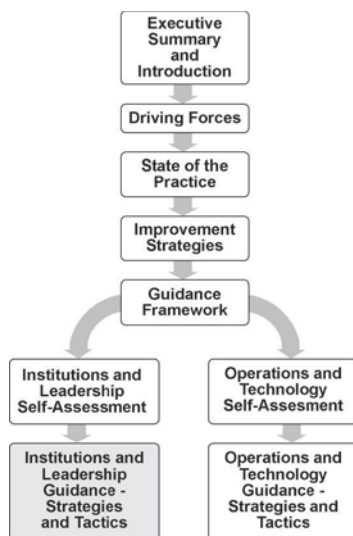 Executive
Summary
and
Introduction
Driving Forces
State of the
Practice
Improvement
Strategies
Guidance
Framework
Institutions and
Leadership
Self-Assessment
Operations and
Technology
Self-Assesment
Institutions and
Leadership
Guidance -
Strategies
and Tactics
Operations and
Technology
Guidance -
Strategies and
Tactics